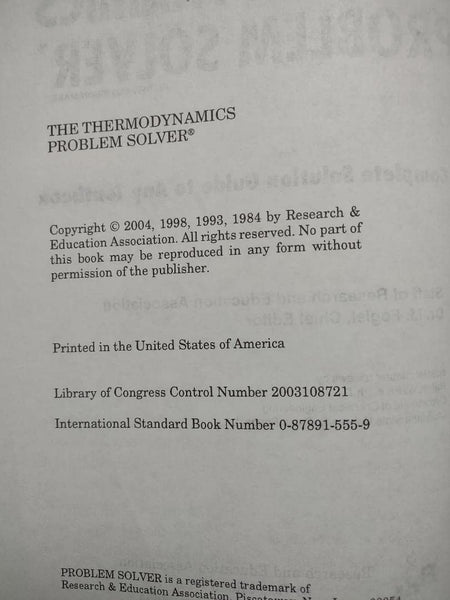 THE THERMODYNAMICS
PROBLEM SOLVER®
Copyright © 2004, 1998, 1993, 1984 by Research &
Education Association. All rights reserved. No part of
this book may be reproduced in any form without
permission of the publisher.
Printed in the United States of America
Library of Congress Control Number 2003108721
International Standard Book Number 0-87891-555-9
PROBLEM SOLVER is a registered trademark of
Research & Education Association,